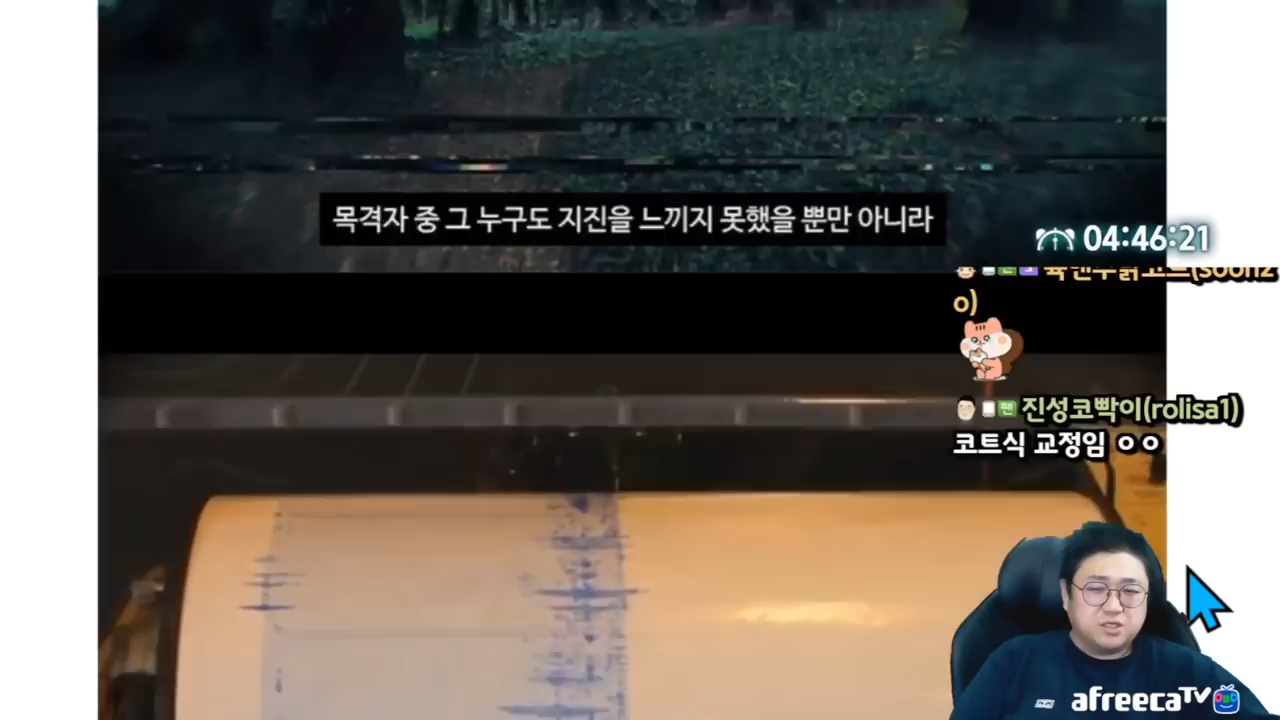 목격자 중 그 누구도 지진을 느끼지 못했을 뿐만 아니라
04:46:21
이)
팬 진성코빡이(rolisa1)
코트식 교정임 ㅇㅇ
afreecaTV